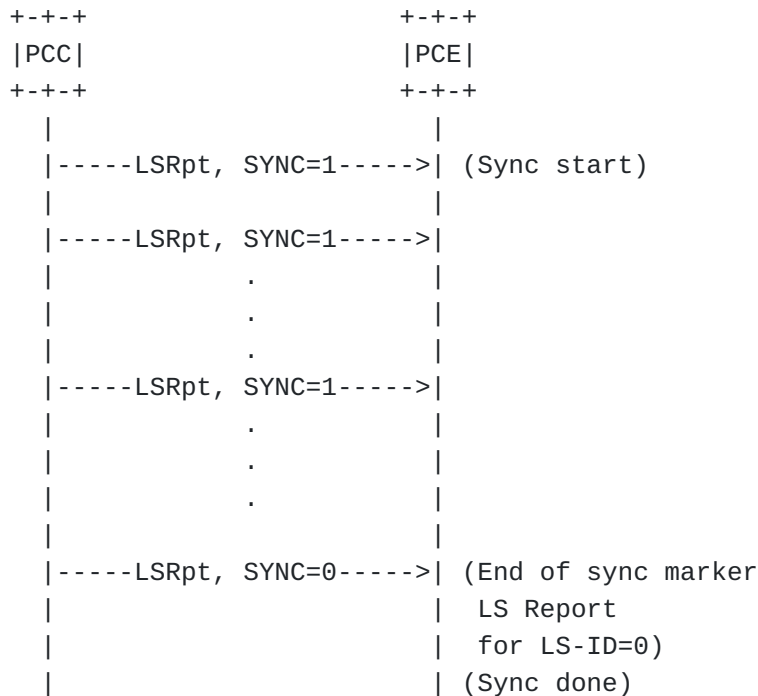 +-+-+                    +-+-+
|PCC|                    |PCE|
+-+-+                    +-+-+
  |                        |
  |-----LSRpt, SYNC=1----->| (Sync start)
  |                        |
  |-----LSRpt, SYNC=1----->|
  |            .           |
  |            .           |
  |            .           |
  |-----LSRpt, SYNC=1----->|
  |            .           |
  |            .           |
  |            .           |
  |                        |
  |-----LSRpt, SYNC=0----->| (End of sync marker
  |                        |  LS Report
  |                        |  for LS-ID=0)
  |                        | (Sync done)